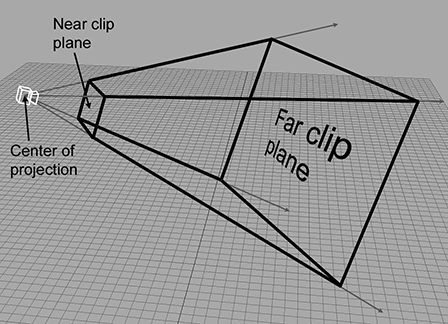 Near clip
plane
Center of
projection
Far clip
plane